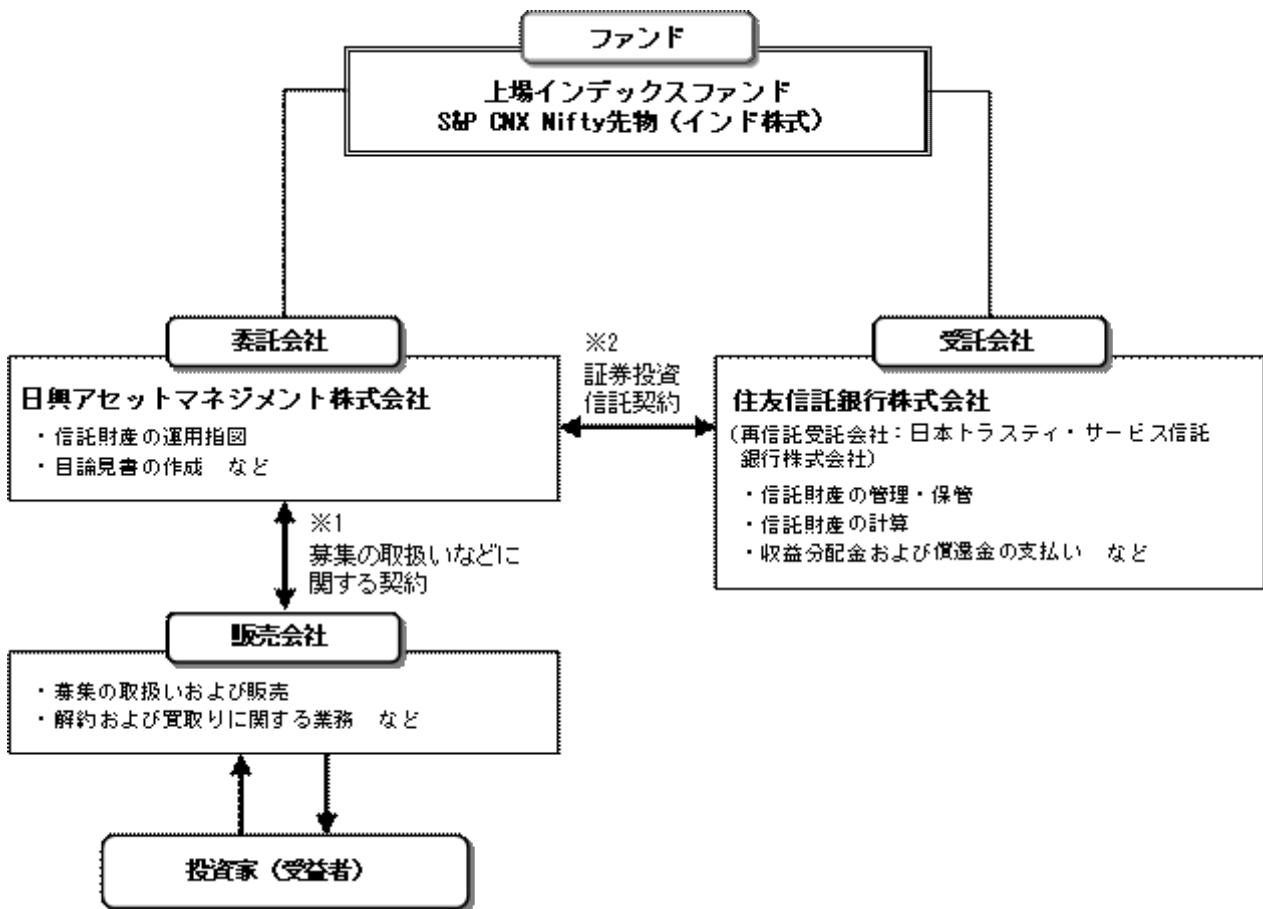 ファンド
上場インデックスファンド
S&P CNX Nifty先物（インド株式）
委託会社
日興アセットマネジメント株式会社
・信託財産の運用指図
・目論見書の作成　など
※2
証券投資
信託契約
受託会社
住友信託銀行株式会社
（再信託受託会社：日本トラスティ・サービス信託
銀行株式会社）
・信託財産の管理・保管
・信託財産の計算
・収益分配金および償還金の支払い　など
※1
募集の取扱いなどに
関する契約
販売会社
・募集の取扱いおよび販売
・解約および買取りに関する業務　など
投資家（受益者）